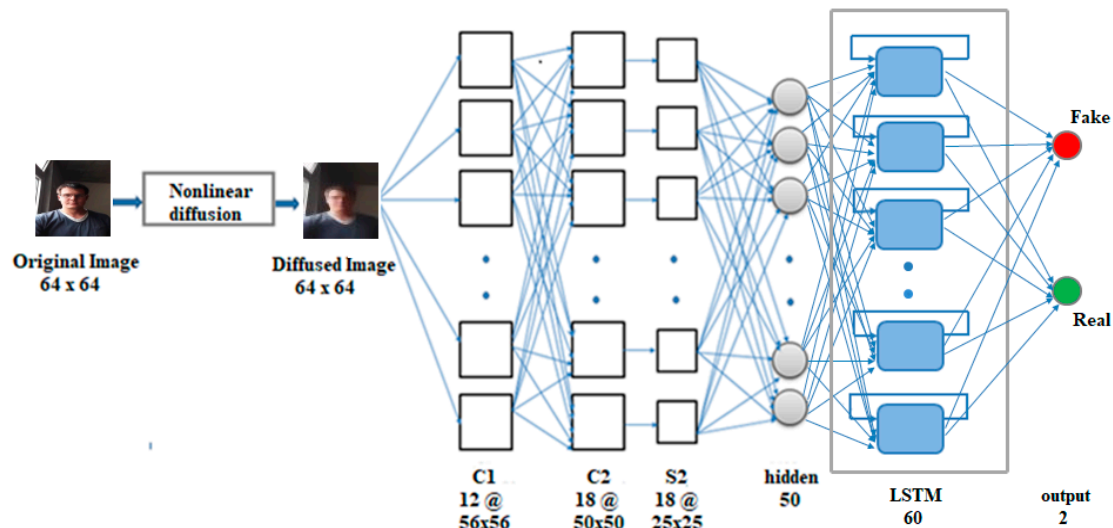 Nonlinear
diffusion
Original Image
64 x 64
Diffused Image
64 x 64
C1
12 @
56x56
C2
18 @
50x50
S2
18 @
25x25
hidden
50
LSTM
60
Fake
Real
output
2